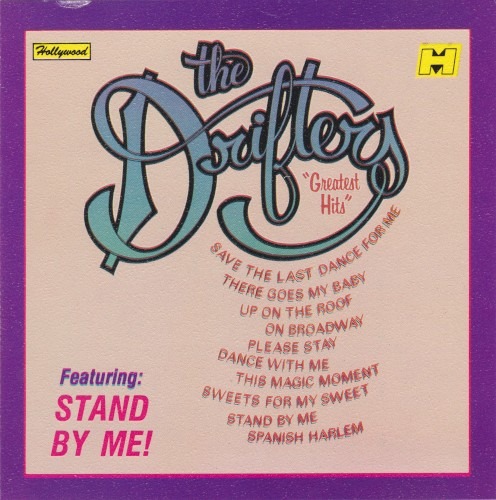 Hollywood
M
the
Drifters
"Greatest
Hits"
SAVE THE LAST DANCE FOR ME
THERE GOES MY BABY
UP ON THE ROOF
ON BROADWAY
PLEASE STAY
DANCE WITH ME
THIS MAGIC MOMENT
SWEETS FOR MY SWEET
STAND BY ME
SPANISH HARLEM
Featuring:
STAND
BY ME!